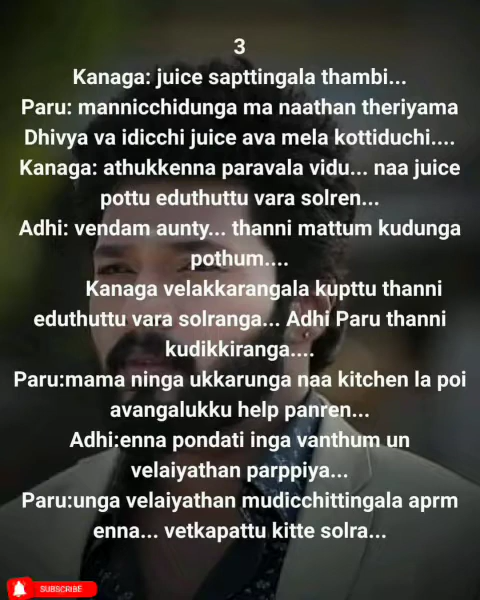 3
Kanaga: juice sapttingala thambi...
Paru: mannicchidunga ma naathan theriyama
Dhivya va idicchi juice ava mela kottiduchi....
Kanaga: athukkenna paravala vidu... naa juice
pottu eduthuttu vara solren...
Adhi: vendam aunty... thanni mattum kudunga
pothum....
Kanaga velakkarangala kupttu thanni
eduthuttu vara solranga... Adhi Paru thanni
kudikkiranga....
Paru:mama ninga ukkarunga naa kitchen la poi
avangalukku help panren...
Adhi:enna pondati inga vanthum un
velaiyathan parppiya...
Paru:unga velaiyathan mudicchittingala aprm
enna... vetkapattu kitte solra...
SUBSCRIBE